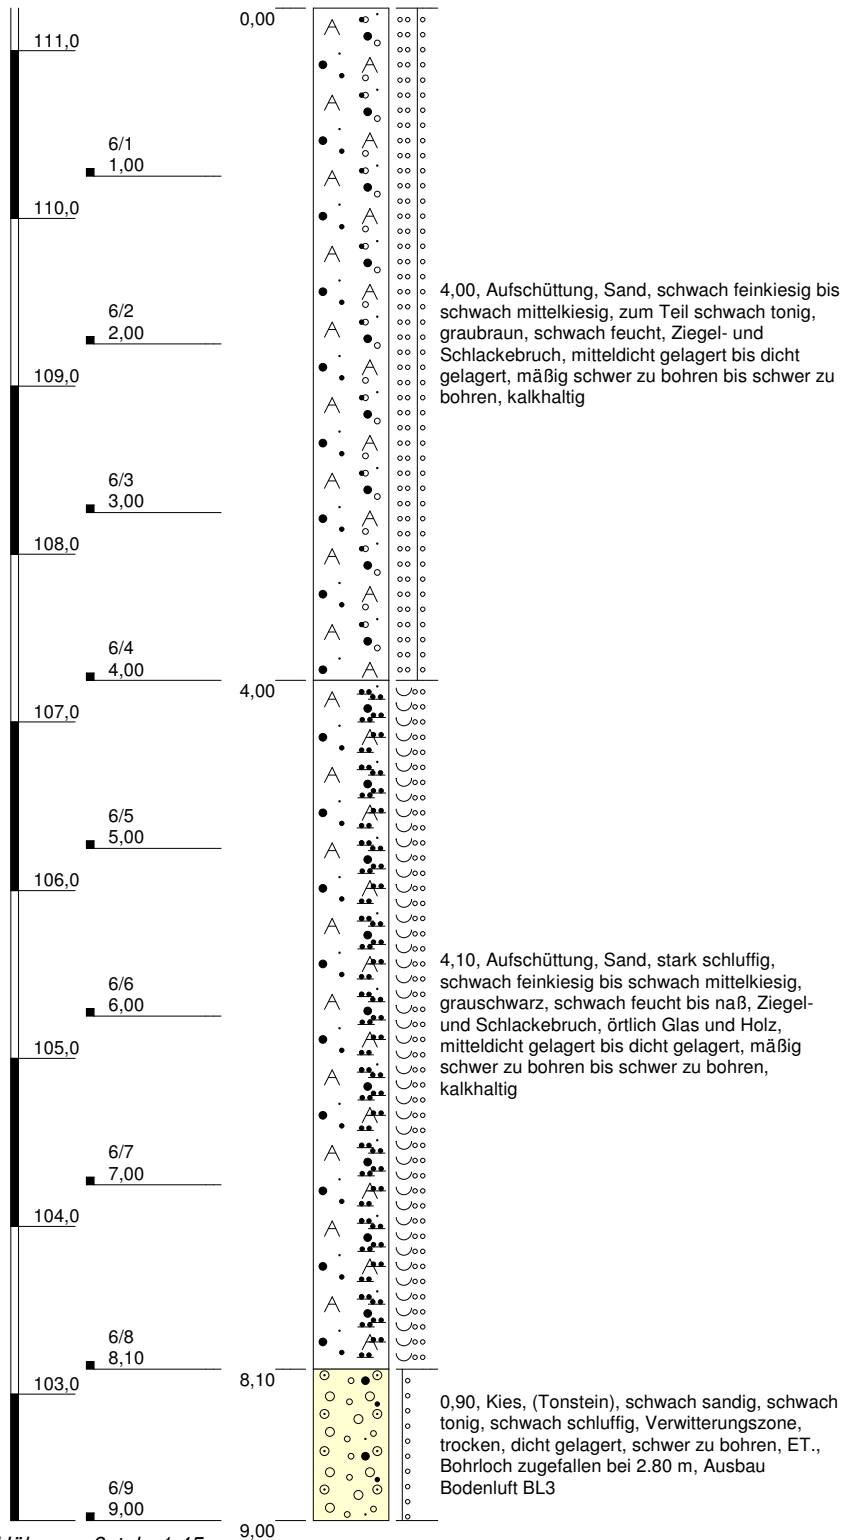 0,00
111,0
6/1
1,00
110,0
6/2
2,00
109,0
6/3
3,00
108,0
6/4
4,00
4,00, Aufschüttung, Sand, schwach feinkiesig bis
schwach mittelkiesig, zum Teil schwach tonig,
graubraun, schwach feucht, Ziegel- und
Schlackebruch, mitteldicht gelagert bis dicht
gelagert, mäßig schwer zu bohren bis schwer zu
bohren, kalkhaltig
4,00
107,0
6/5
5,00
106,0
6/6
6,00
105,0
6/7
7,00
104,0
6/8
8,10
4,10, Aufschüttung, Sand, stark schluffig,
schwach feinkiesig bis schwach mittelkiesig,
grauschwarz, schwach feucht bis naß, Ziegel-
und Schlackebruch, örtlich Glas und Holz,
mitteldicht gelagert bis dicht gelagert, mäßig
schwer zu bohren bis schwer zu bohren,
kalkhaltig
8,10
103,0
6/9
9,00
0,90, Kies, (Tonstein), schwach sandig, schwach
tonig, schwach schluffig, Verwitterungszone,
trocken, dicht gelagert, schwer zu bohren, ET.,
Bohrloch zugefallen bei 2.80 m, Ausbau
Bodenluft BL3
9,00